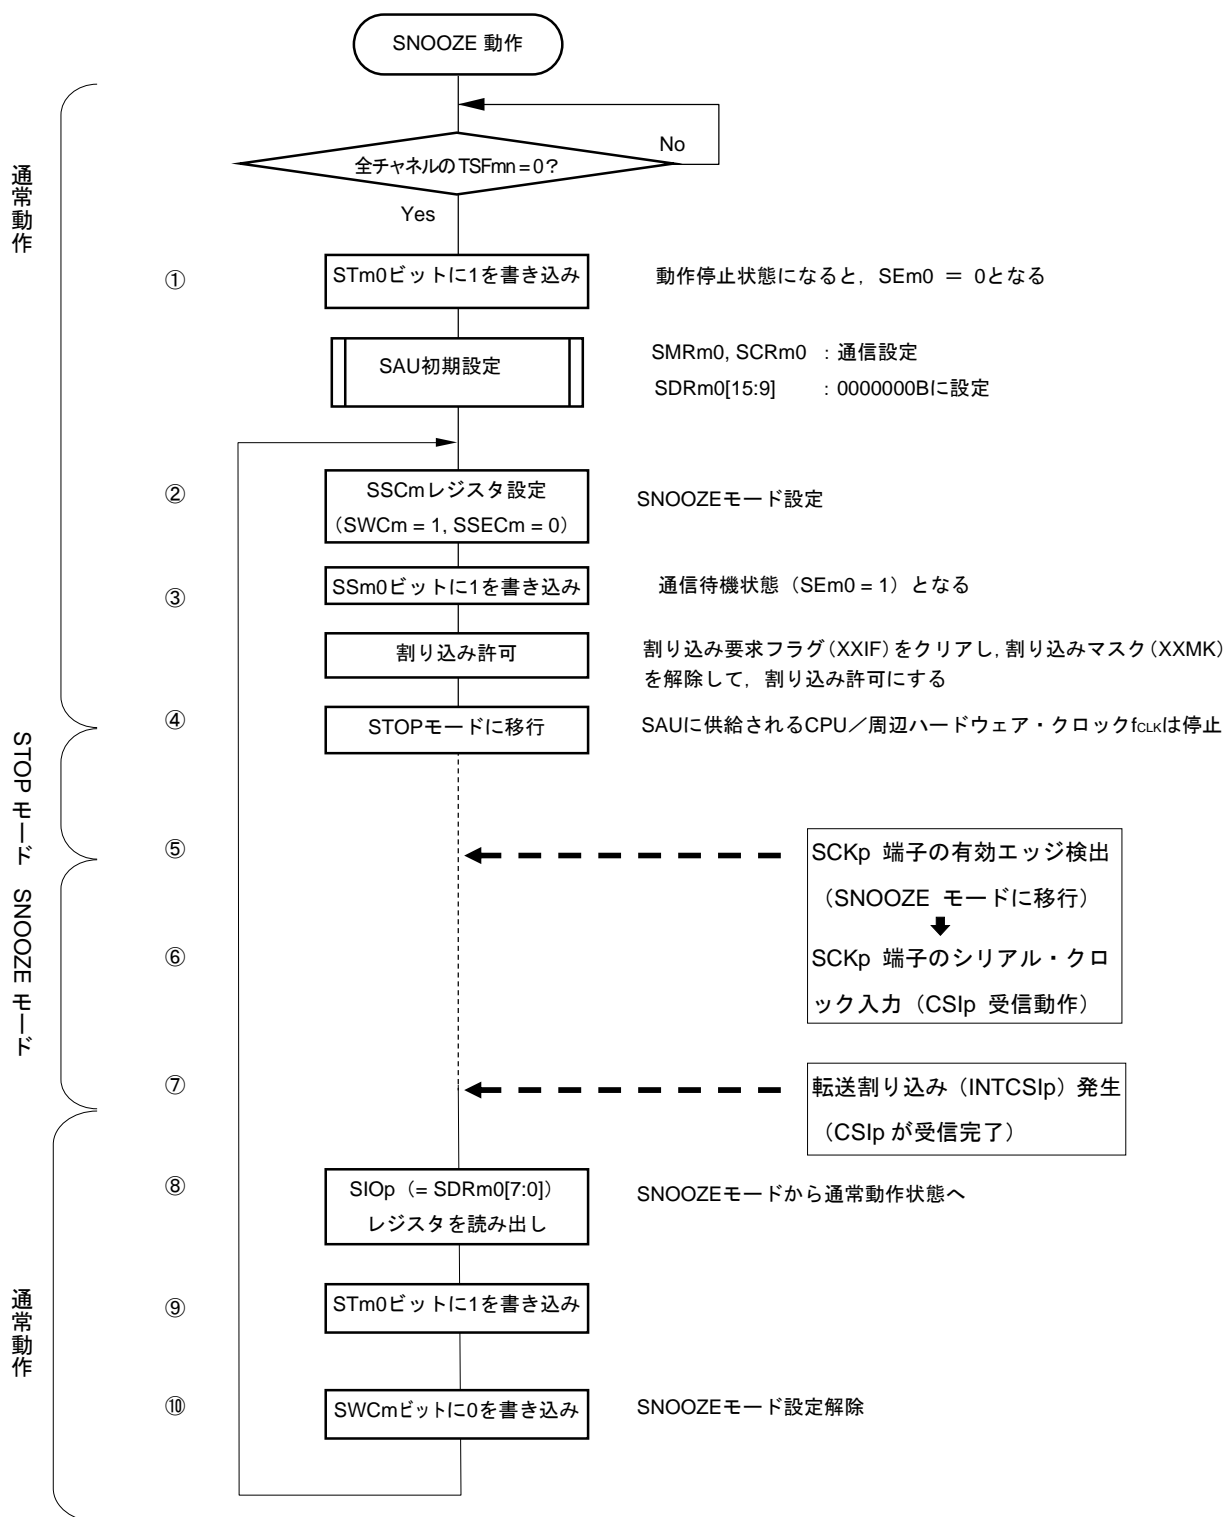 SNOOZE 動作
No
全チャネルの TSFmn = 0？
Yes
通常動作
①
STm0ビットに1を書き込み
動作停止状態になると，SEm0 ＝ 0となる
SAU初期設定
SMRm0, SCRm0 ：通信設定
SDRm0[15:9] ：0000000Bに設定
②
SSCmレジスタ設定
（SWCm = 1, SSECm = 0）
SNOOZEモード設定
③
SSm0ビットに1を書き込み
通信待機状態（SEm0 = 1）となる
割り込み許可
割り込み要求フラグ（XXIF）をクリアし，割り込みマスク（XXMK）
を解除して，割り込み許可にする
④
STOPモードに移行
SAUに供給されるCPU／周辺ハードウェア・クロックfCLKは停止
STOP モード
⑤
SCKp 端子の有効エッジ検出
（SNOOZE モードに移行）
SNOOZE モード
⑥
SCKp 端子のシリアル・クロ
ック入力（CSIp 受信動作）
⑦
転送割り込み（INTCSIp）発生
（CSIp が受信完了）
⑧
SIOp（= SDRm0[7:0]）
レジスタを読み出し
SNOOZEモードから通常動作状態へ
通常動作
⑨
STm0ビットに1を書き込み
⑩
SWCmビットに0を書き込み
SNOOZEモード設定解除